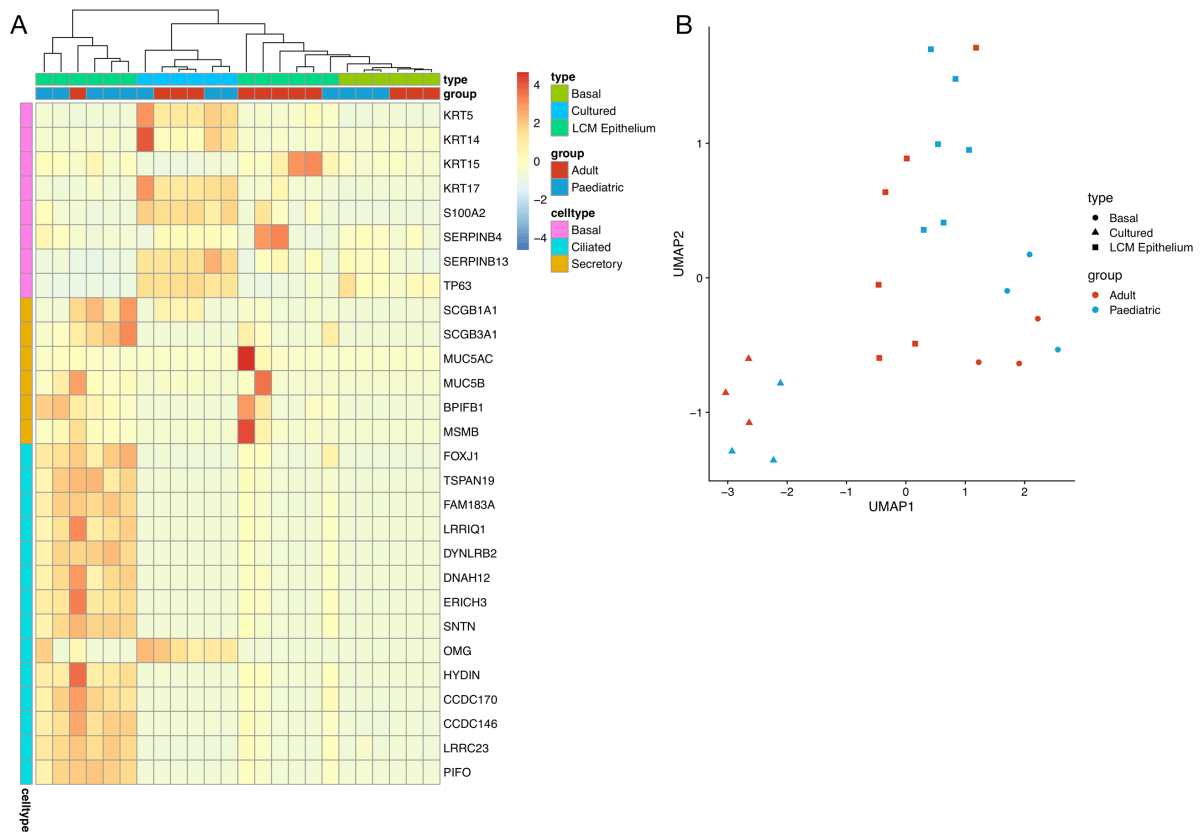 A
type
group
KRT5
KRT14
KRT15
KRT17
S100A2
SERPINB4
SERPINB13
TP63
SCGB1A1
SCGB3A1
MUC5AC
MUC5B
BPIFB1
MSMB
FOXJ1
TSPAN19
FAM183A
LRRIQ1
DYNLRB2
DNAH12
ERICH3
SNTN
OMG
HYDIN
CCDC170
CCDC146
LRRC23
PIFO
celltype
4
2
0
−2
−4
type
Basal
Cultured
LCM Epithelium
group
Adult
Paediatric
celltype
Basal
Ciliated
Secretory
B
UMAP2
1
0
−1
−3
−2
−1
0
1
2
UMAP1
type
Basal
Cultured
LCM Epithelium
group
Adult
Paediatric